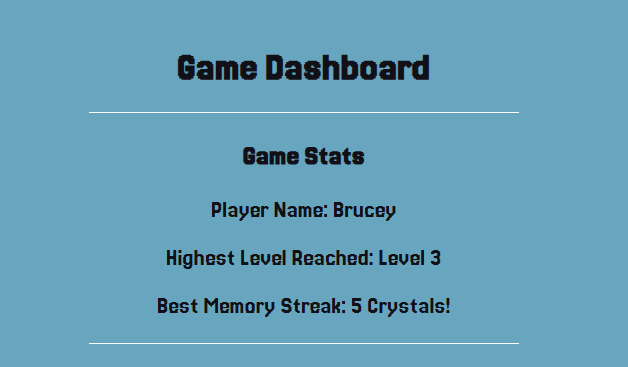 Game Dashboard
Game Stats
Player Name: Brucey
Highest Level Reached: Level 3
Best Memory Streak: 5 Crystals!